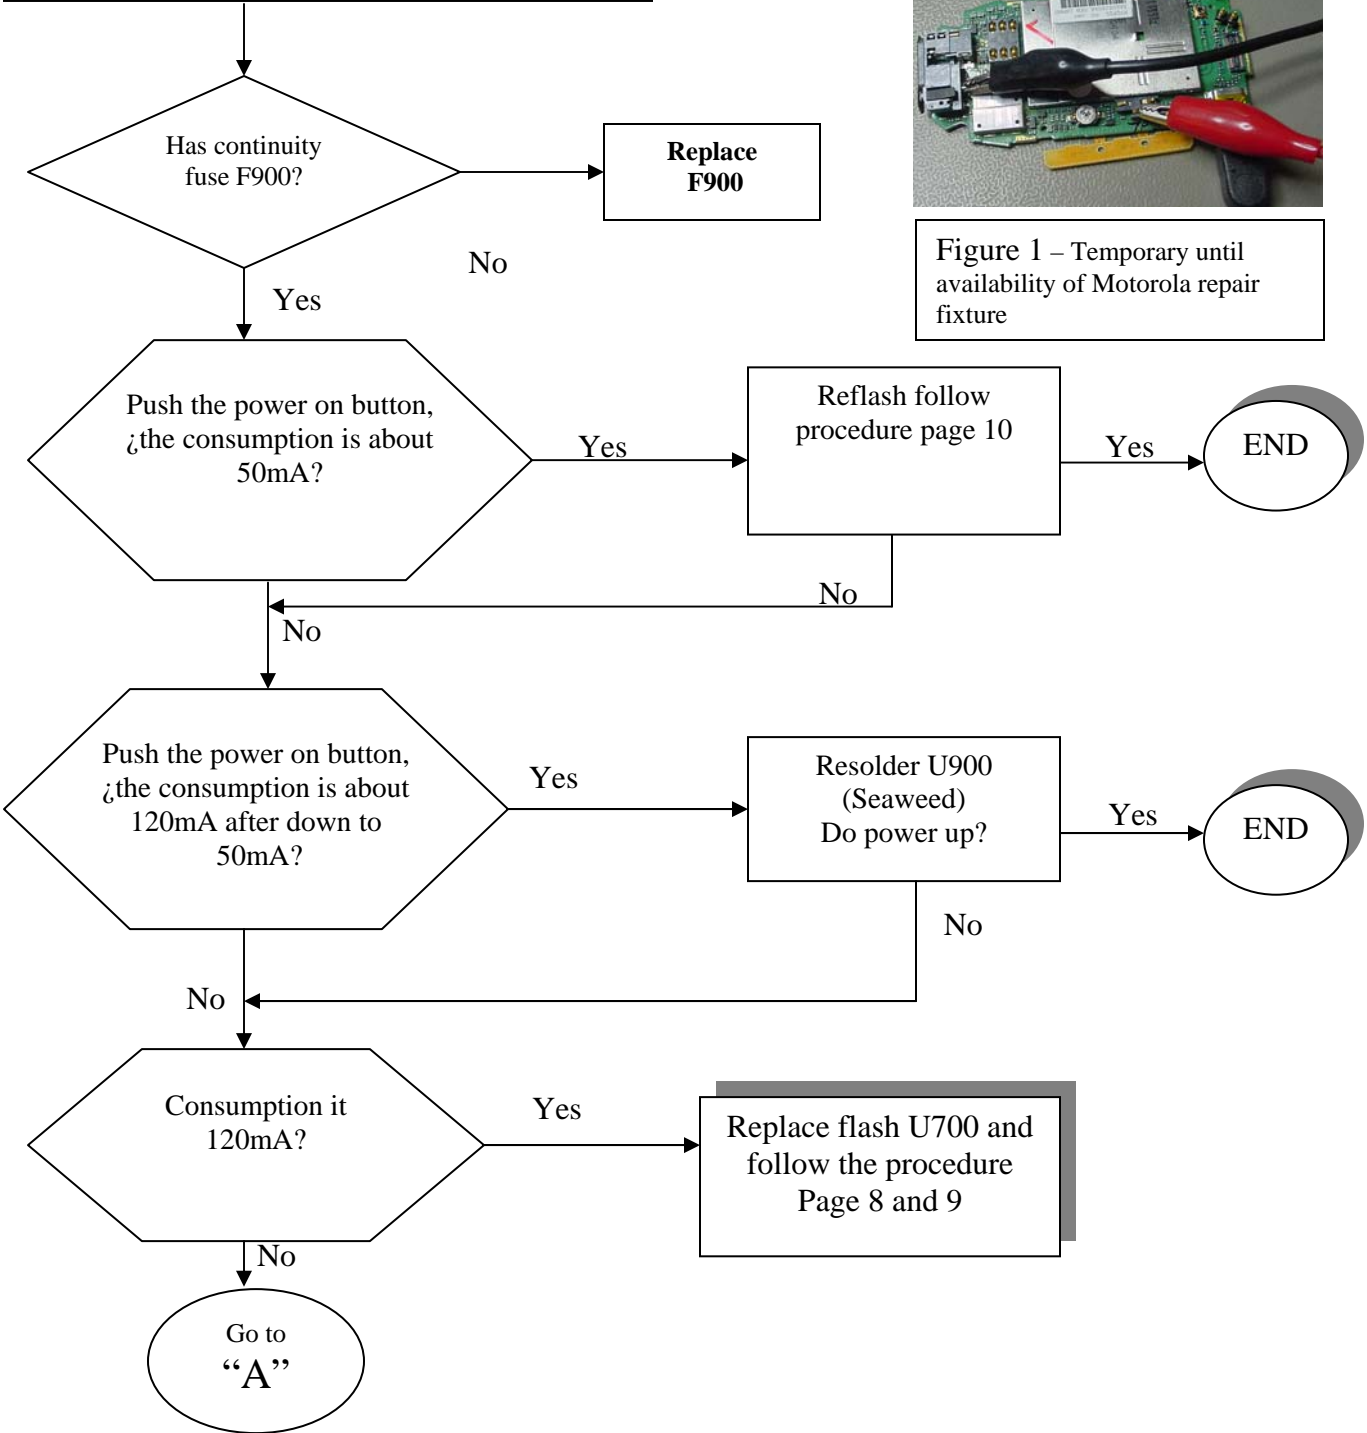 Has continuity
fuse F900?
Replace
F900
No
Yes
Figure 1 – Temporary until
availability of Motorola repair
fixture
Push the power on button,
¿the consumption is about
50mA?
Yes
Reflash follow
procedure page 10
Yes
END
No
No
Push the power on button,
¿the consumption is about
120mA after down to
50mA?
Yes
Resolder U900
(Seaweed)
Do power up?
Yes
END
No
No
Consumption it
120mA?
Yes
Replace flash U700 and
follow the procedure
Page 8 and 9
No
Go to
“A”